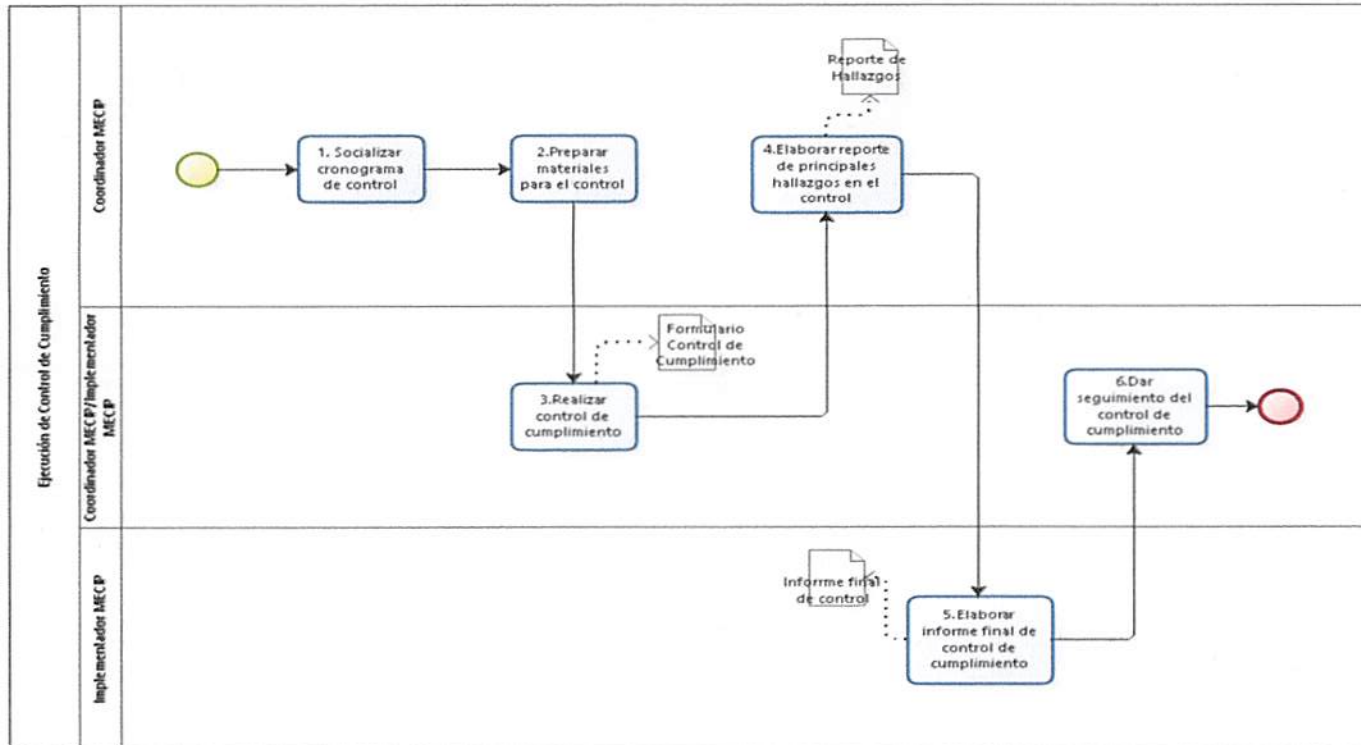 Ejecución de Control de Cumplimiento
Coordinador MECIP
1. Socializar
cronograma
de control
2.Preparar
materiales
para el control
Reporte de
Hallazgos
4.Elaborar reporte
de principales
hallazgos en el
control
Coordinador MECIP/Implementador
MECIP
3.Realizar
control de
cumplimiento
Formulario
Control de
Cumplimiento
6.Dar
seguimiento del
control de
cumplimiento
Implementador MECIP
Inforrme final
de control
5.Elaborar
informe final de
control de
cumplimiento